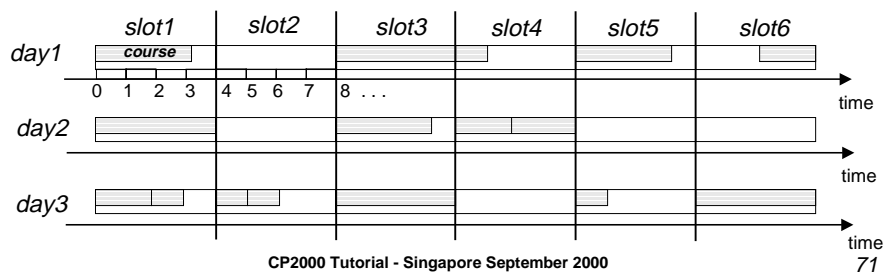 slot1 slot2 slot3 slot4 slot5 slot6
day1 course
0 1 2 3 4 5 6 7 8 . . .
time
day2
time
day3
time
CP2000 Tutorial - Singapore September 2000
71